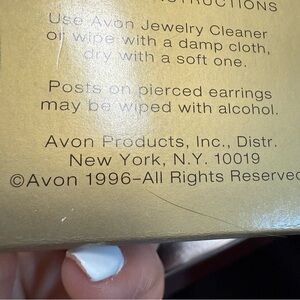 INSTRUCTIONS
Use Avon Jewelry Cleaner
or wipe with a damp cloth,
dry with a soft one.
Posts on pierced earrings
may be wiped with alcohol.
Avon Products, Inc., Distr.
New York, N.Y. 10019
©Avon 1996–All Rights Reserved